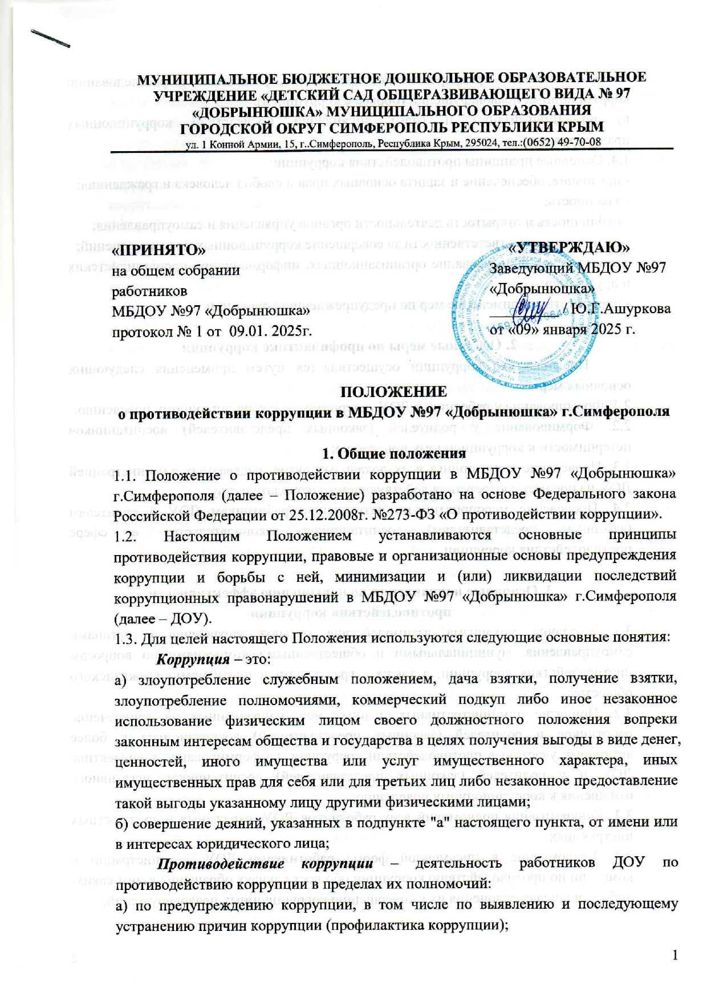 МУНИЦИПАЛЬНОЕ БЮДЖЕТНОЕ ДОШКОЛЬНОЕ ОБРАЗОВАТЕЛЬНОЕ
УЧРЕЖДЕНИЕ «ДЕТСКИЙ САД ОБЩЕРАЗВИВАЮЩЕГО ВИДА № 97
«ДОБРЫНЮШКА» МУНИЦИПАЛЬНОГО ОБРАЗОВАНИЯ
ГОРОДСКОЙ ОКРУГ СИМФЕРОПОЛЬ РЕСПУБЛИКИ КРЫМ
ул. 1 Конной Армии, 15, г..Симферополь, Республика Крым, 295024, тел.:(0652) 49-70-08
«ПРИНЯТО»
на общем собрании
работников
МБДОУ №97 «Добрынюшка»
протокол № 1 от 09.01. 2025г.
«УТВЕРЖДАЮ»
Заведующий МБДОУ №97
«Добрынюшка»
Ю.Г.Ашуркова
от «09» января 2025 г.
ПОЛОЖЕНИЕ
о противодействии коррупции в МБДОУ №97 «Добрынюшка» г.Симферополя
1. Общие положения
1.1. Положение о противодействии коррупции в МБДОУ №97 «Добрынюшка»
г.Симферополя (далее – Положение) разработано на основе Федерального закона
Российской Федерации от 25.12.2008г. №273-ФЗ «О противодействии коррупции».
1.2. Настоящим Положением устанавливаются основные принципы
противодействия коррупции, правовые и организационные основы предупреждения
коррупции и борьбы с ней, минимизации и (или) ликвидации последствий
коррупционных правонарушений в МБДОУ №97 «Добрынюшка» г.Симферополя
(далее – ДОУ).
1.3. Для целей настоящего Положения используются следующие основные понятия:
Коррупция – это:
а) злоупотребление служебным положением, дача взятки, получение взятки,
злоупотребление полномочиями, коммерческий подкуп либо иное незаконное
использование физическим лицом своего должностного положения вопреки
законным интересам общества и государства в целях получения выгоды в виде денег,
ценностей, иного имущества или услуг имущественного характера, иных
имущественных прав для себя или для третьих лиц либо незаконное предоставление
такой выгоды указанному лицу другими физическими лицами;
б) совершение деяний, указанных в подпункте "а" настоящего пункта, от имени или
в интересах юридического лица;
Противодействие коррупции – деятельность работников ДОУ по
противодействию коррупции в пределах их полномочий:
а) по предупреждению коррупции, в том числе по выявлению и последующему
устранению причин коррупции (профилактика коррупции);
1